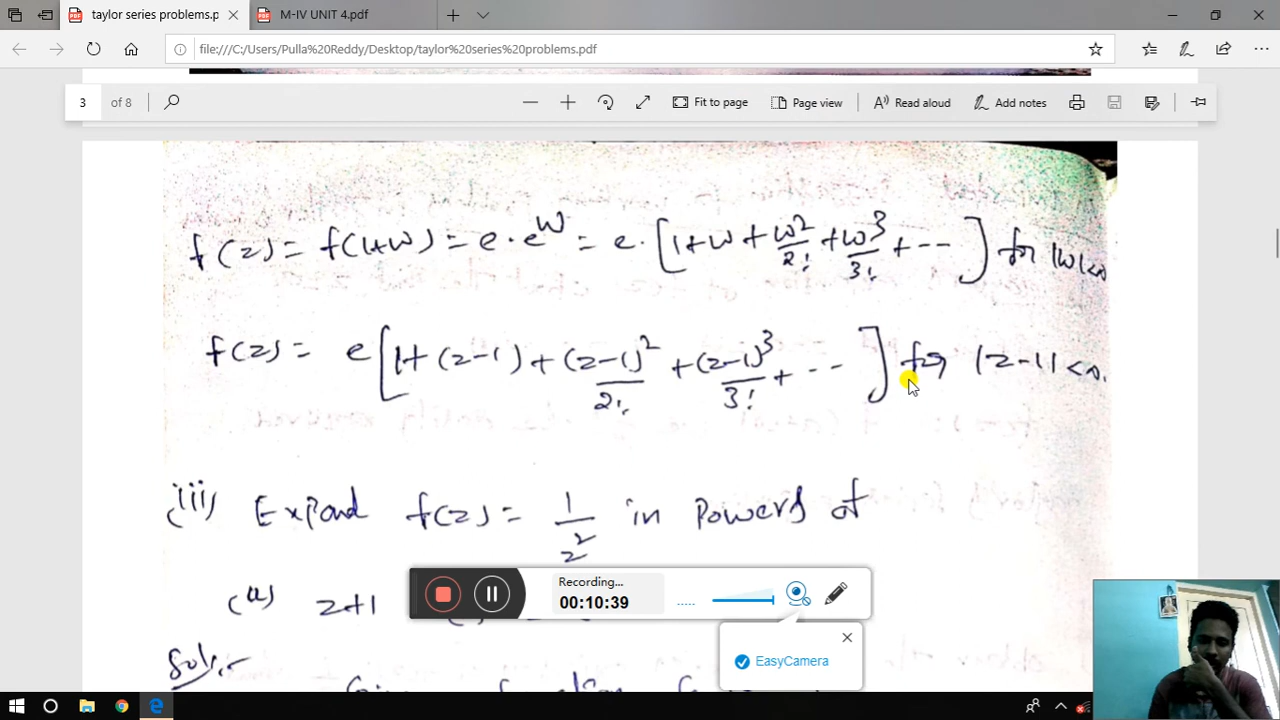 taylor series problems.p
M-IV UNIT 4.pdf
file:///C:/Users/Pulla%20Reddy/Desktop/taylor%20series%20problems.pdf
3 of 8
Fit to page
Page view
Read aloud
Add notes
f(z) = f(1+w) = e·e^w = e·[1+w+w²/2!+w³/3!+--] for |w|<∞
f(z) = e[1+(z-1)+(z-1)²/2!+(z-1)³/3!+--] for |z-1|<∞.
(iii) Expand f(z) = 1/z² in Powers of
(a) z+1
Recording...
00:10:39
EasyCamera
Soln:-